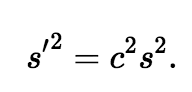 s′² = c²s².